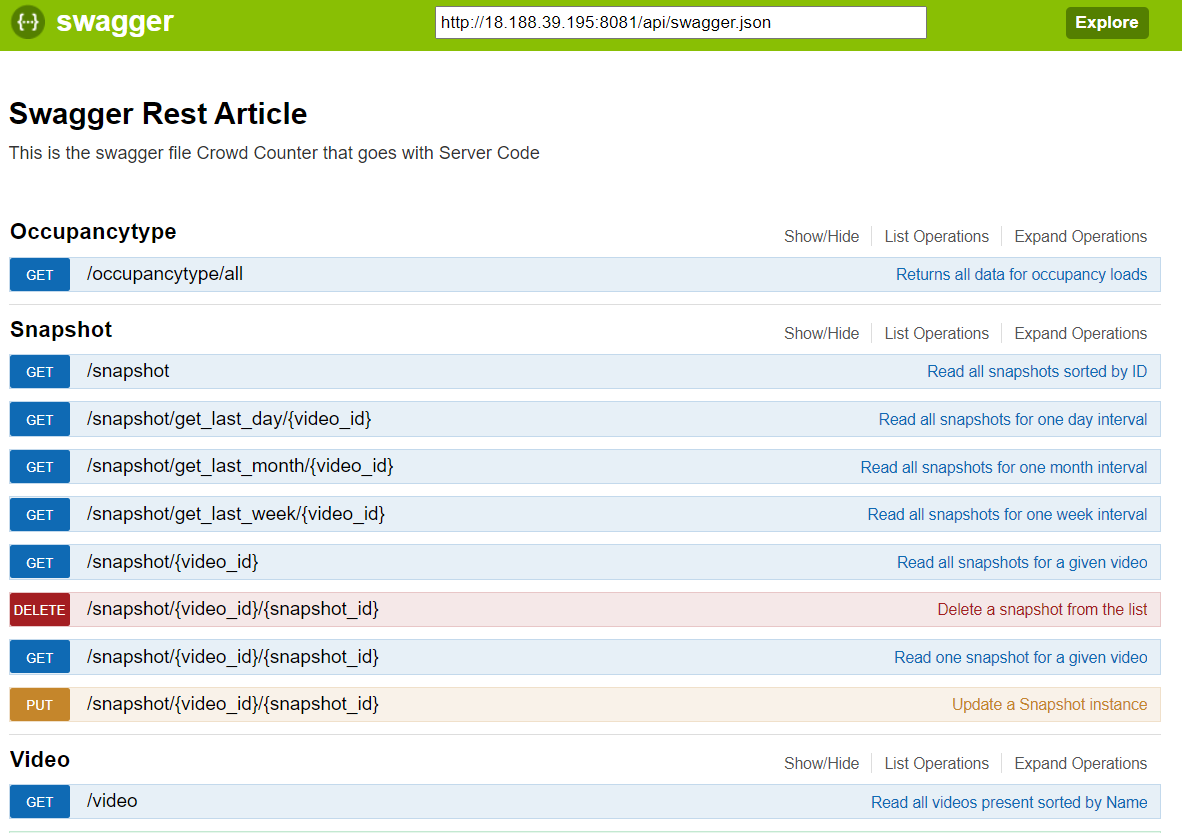 {···} swagger http://18.188.39.195:8081/api/swagger.json Explore
Swagger Rest Article
This is the swagger file Crowd Counter that goes with Server Code
Occupancytype Show/Hide List Operations Expand Operations
GET /occupancytype/all Returns all data for occupancy loads
Snapshot Show/Hide List Operations Expand Operations
GET /snapshot Read all snapshots sorted by ID
GET /snapshot/get_last_day/{video_id} Read all snapshots for one day interval
GET /snapshot/get_last_month/{video_id} Read all snapshots for one month interval
GET /snapshot/get_last_week/{video_id} Read all snapshots for one week interval
GET /snapshot/{video_id} Read all snapshots for a given video
DELETE /snapshot/{video_id}/{snapshot_id} Delete a snapshot from the list
GET /snapshot/{video_id}/{snapshot_id} Read one snapshot for a given video
PUT /snapshot/{video_id}/{snapshot_id} Update a Snapshot instance
Video Show/Hide List Operations Expand Operations
GET /video Read all videos present sorted by Name